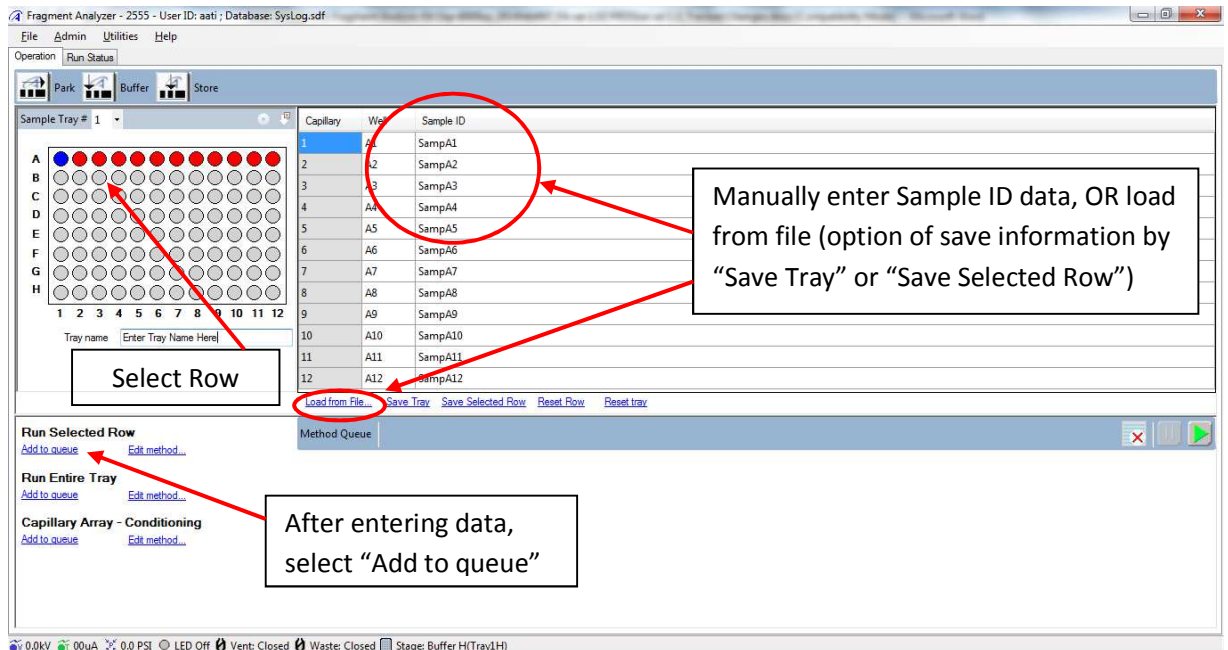 Fragment Analyzer - 2555 - User ID: aati ; Database: SysLog.sdf
File Admin Utilities Help
Operation Run Status
Park Buffer Store
Sample Tray # 1
A
B
C
D
E
F
G
H
1 2 3 4 5 6 7 8 9 10 11 12
Tray name Enter Tray Name Here
Select Row
Capillary Well Sample ID
1 A1 SampA1
2 A2 SampA2
3 A3 SampA3
4 A4 SampA4
5 A5 SampA5
6 A6 SampA6
7 A7 SampA7
8 A8 SampA8
9 A9 SampA9
10 A10 SampA10
11 A11 SampA11
12 A12 SampA12
Manually enter Sample ID data, OR load
from file (option of save information by
“Save Tray” or “Save Selected Row”)
Load from File... Save Tray Save Selected Row Reset Row Reset tray
Run Selected Row
Add to queue Edit method...
Run Entire Tray
Add to queue Edit method...
Capillary Array - Conditioning
Add to queue Edit method...
Method Queue
After entering data,
select “Add to queue”
0.0kV 00uA 0.0 PSI LED Off Vent: Closed Waste: Closed Stage: Buffer H(Tray1H)